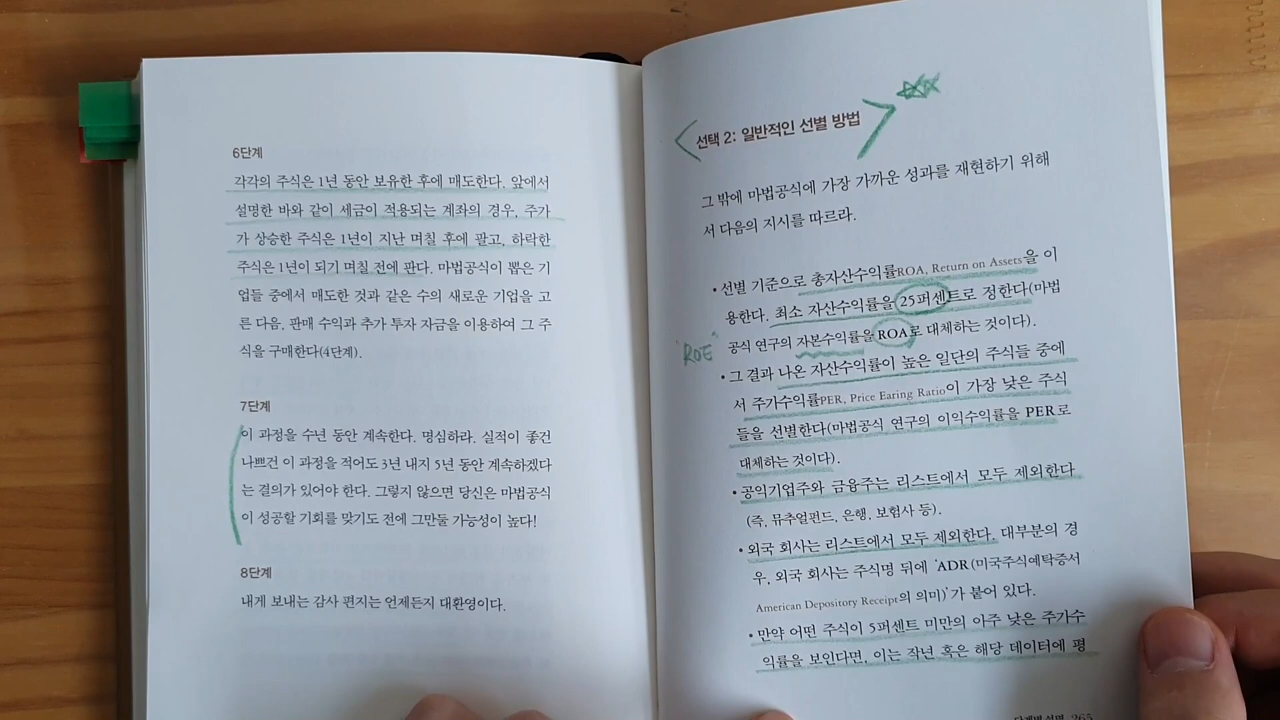 6단계
각각의 주식은 1년 동안 보유한 후에 매도한다. 앞에서
설명한 바와 같이 세금이 적용되는 계좌의 경우, 주가
가 상승한 주식은 1년이 지난 며칠 후에 팔고, 하락한
주식은 1년이 되기 며칠 전에 판다. 마법공식이 뽑은 기
업들 중에서 매도한 것과 같은 수의 새로운 기업을 고
른 다음, 판매 수익과 추가 투자 자금을 이용하여 그 주
식을 구매한다(4단계).
7단계
이 과정을 수년 동안 계속한다. 명심하라. 실적이 좋건
나쁘건 이 과정을 적어도 3년 내지 5년 동안 계속하겠다
는 결의가 있어야 한다. 그렇지 않으면 당신은 마법공식
이 성공할 기회를 맞기도 전에 그만둘 가능성이 높다!
8단계
내게 보내는 감사 편지는 언제든지 대환영이다.
선택 2: 일반적인 선별 방법
그 밖에 마법공식에 가장 가까운 성과를 재현하기 위해
서 다음의 지시를 따르라.
• 선별 기준으로 총자산수익률ROA, Return on Assets을 이
용한다. 최소 자산수익률을 25퍼센트로 정한다(마법
공식 연구의 자본수익률을 ROA로 대체하는 것이다).
"ROE"
• 그 결과 나온 자산수익률이 높은 일단의 주식들 중에
서 주가수익률PER, Price Earing Ratio이 가장 낮은 주식
들을 선별한다(마법공식 연구의 이익수익률을 PER로
대체하는 것이다).
• 공익기업주와 금융주는 리스트에서 모두 제외한다
(즉, 뮤추얼펀드, 은행, 보험사 등).
• 외국 회사는 리스트에서 모두 제외한다. 대부분의 경
우, 외국 회사는 주식명 뒤에 'ADR(미국주식예탁증서
American Depository Receipt의 의미)'가 붙어 있다.
• 만약 어떤 주식이 5퍼센트 미만의 아주 낮은 주가수
익률을 보인다면, 이는 작년 혹은 해당 데이터에 평
단계별 설명 265